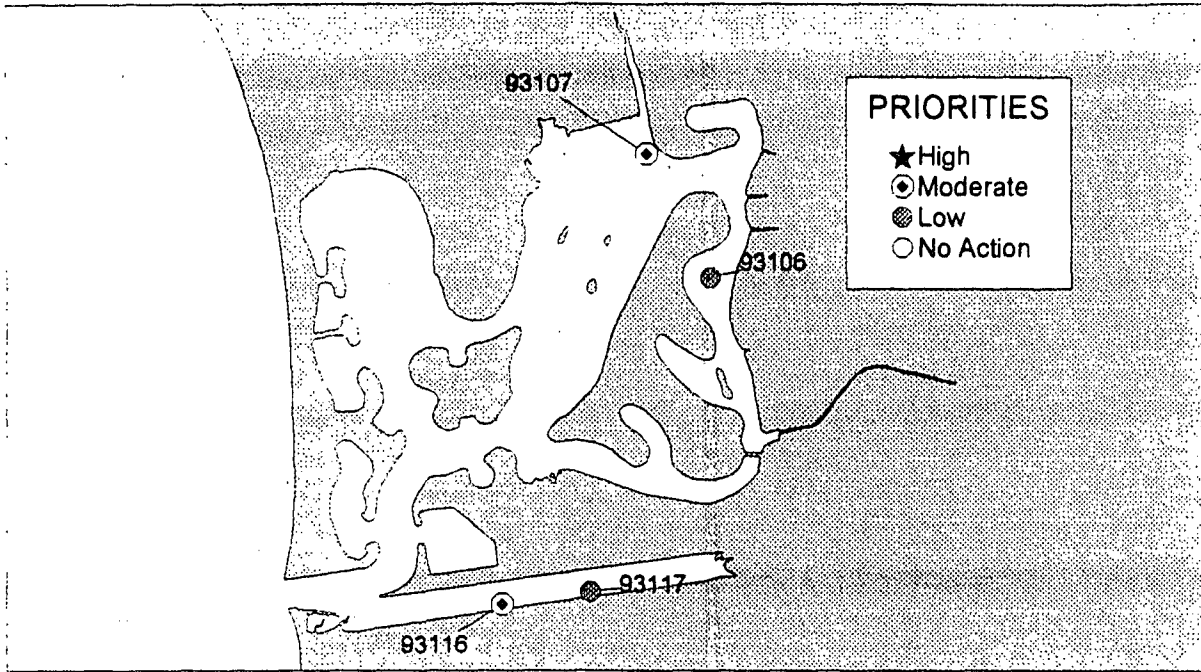 93107
PRIORITIES
High
Moderate
Low
No Action
93106
93117
93116